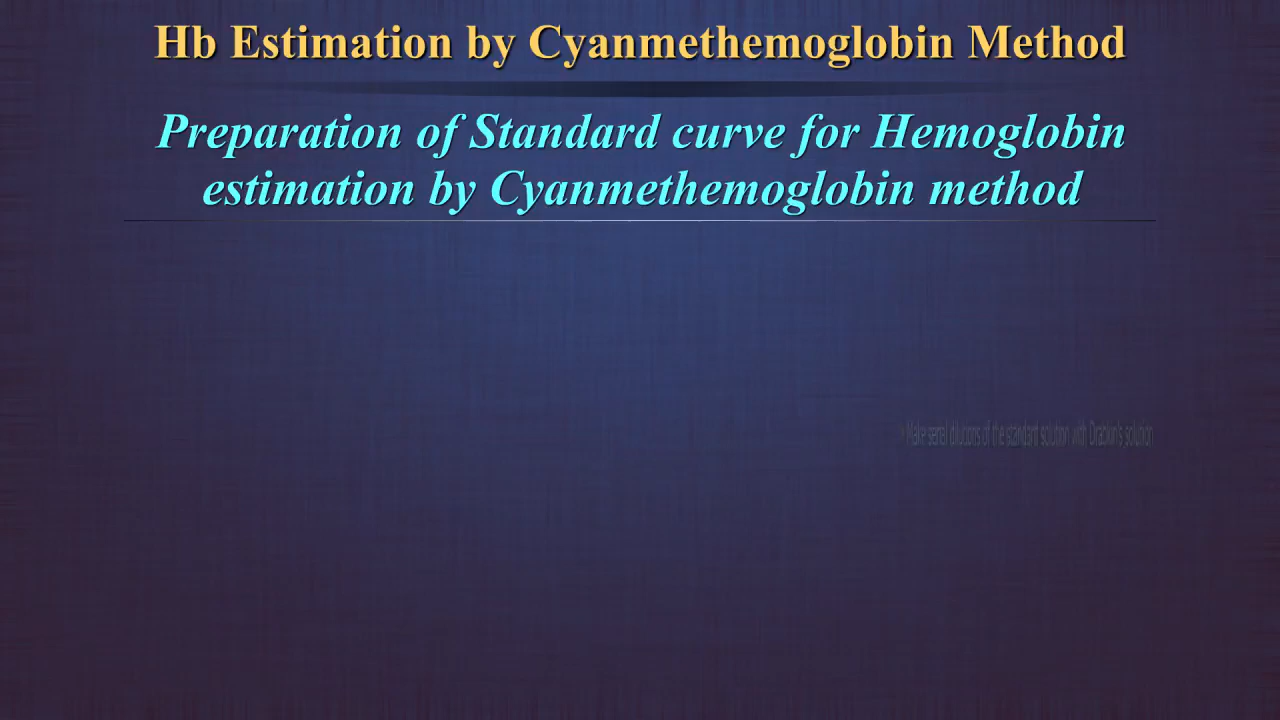 Hb Estimation by Cyanmethemoglobin Method
Preparation of Standard curve for Hemoglobin
estimation by Cyanmethemoglobin method
Make serial dilutions of the standard solution with Drabkin's solution